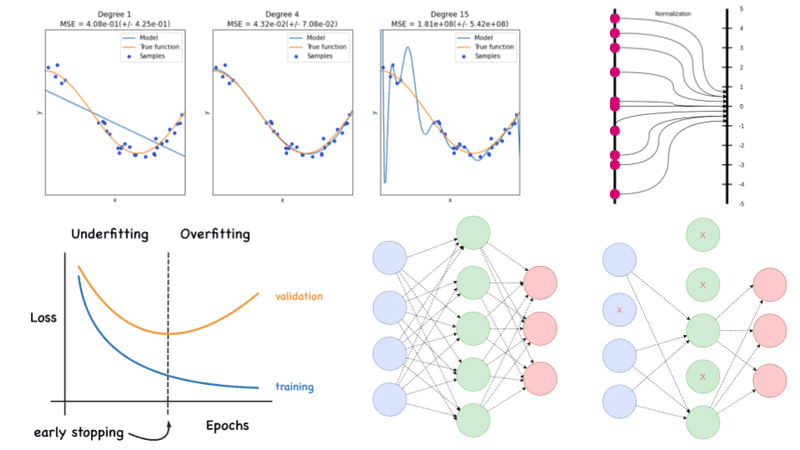 Degree 1
MSE = 4.08e-01(+/- 4.25e-01)
Model
True function
Samples
y
x
Degree 4
MSE = 4.32e-02(+/- 7.08e-02)
Model
True function
Samples
y
x
Degree 15
MSE = 1.81e+08(+/- 5.42e+08)
Model
True function
Samples
y
x
Normalization
5
4
3
2
1
0
-1
-2
-3
-4
-5
Underfitting
Overfitting
Loss
validation
training
early stopping
Epochs
X
X
X
X